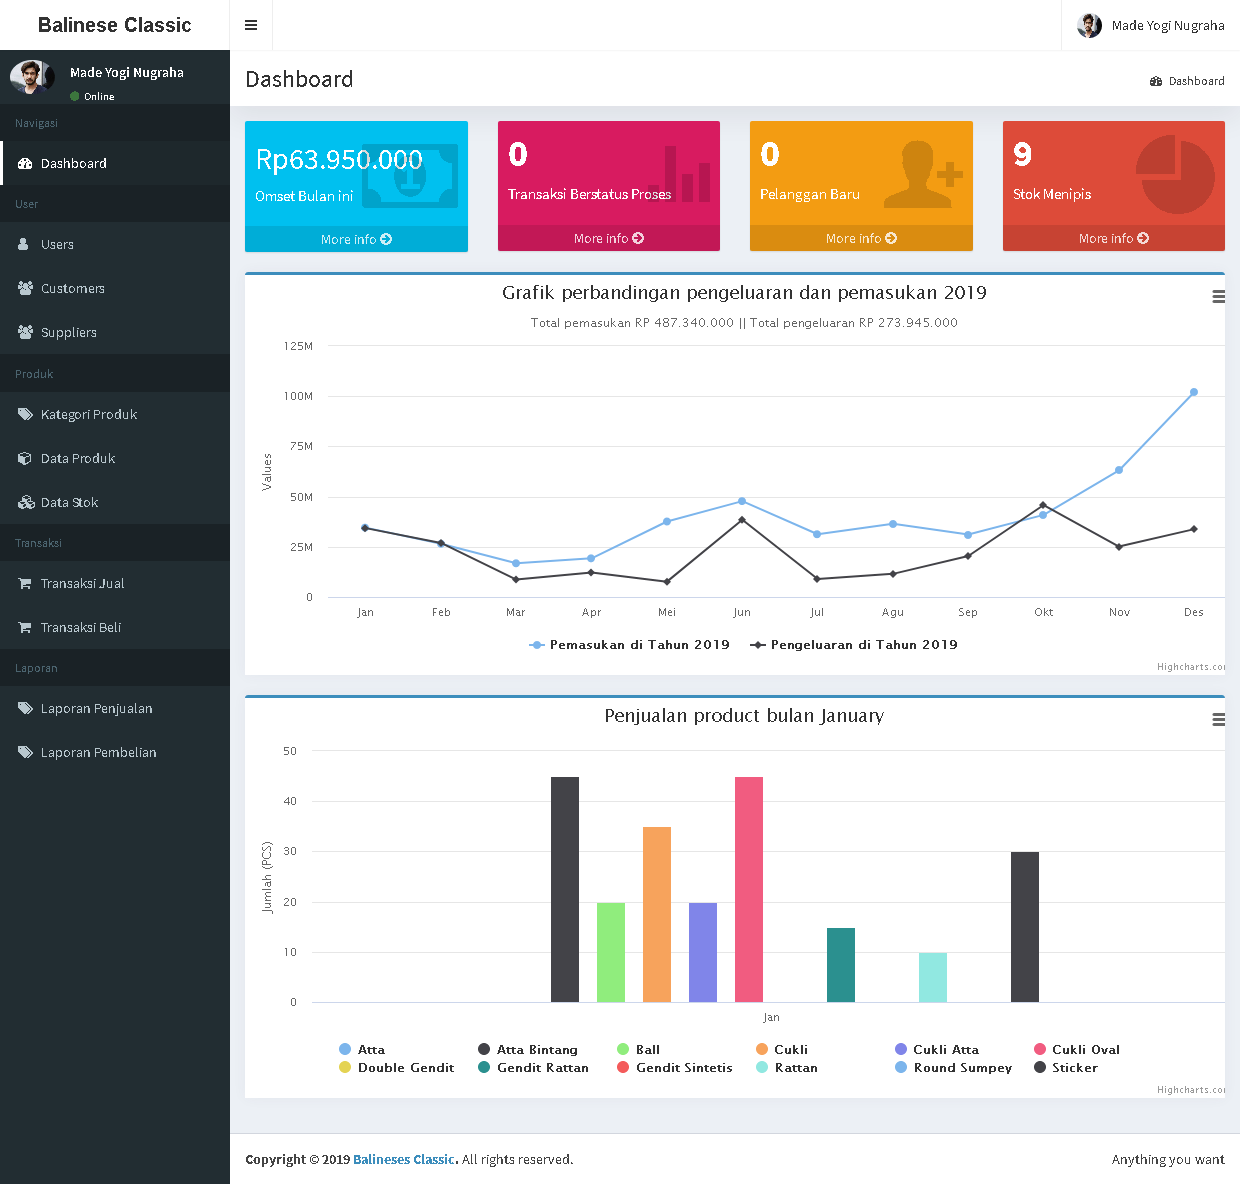 Balinese Classic
Made Yogi Nugraha
Made Yogi Nugraha
Online
Navigasi
Dashboard
User
Users
Customers
Suppliers
Produk
Kategori Produk
Data Produk
Data Stok
Transaksi
Transaksi Jual
Transaksi Beli
Laporan
Laporan Penjualan
Laporan Pembelian
Dashboard
Dashboard
Rp63.950.000
Omset Bulan ini
More info
0
Transaksi Berstatus Proses
More info
0
Pelanggan Baru
More info
9
Stok Menipis
More info
Grafik perbandingan pengeluaran dan pemasukan 2019
Total pemasukan RP 487.340.000 || Total pengeluaran RP 273.945.000
Values
125M
100M
75M
50M
25M
0
Jan Feb Mar Apr Mei Jun Jul Agu Sep Okt Nov Des
Pemasukan di Tahun 2019 Pengeluaran di Tahun 2019
Highcharts.co
Penjualan product bulan January
Jumlah (PCS)
50
40
30
20
10
0
Jan
Atta Atta Bintang Ball Cukli Cukli Atta Cukli Oval
Double Gendit Gendit Rattan Gendit Sintetis Rattan Round Sumpey Sticker
Highcharts.co
Copyright © 2019 Balineses Classic. All rights reserved.
Anything you want